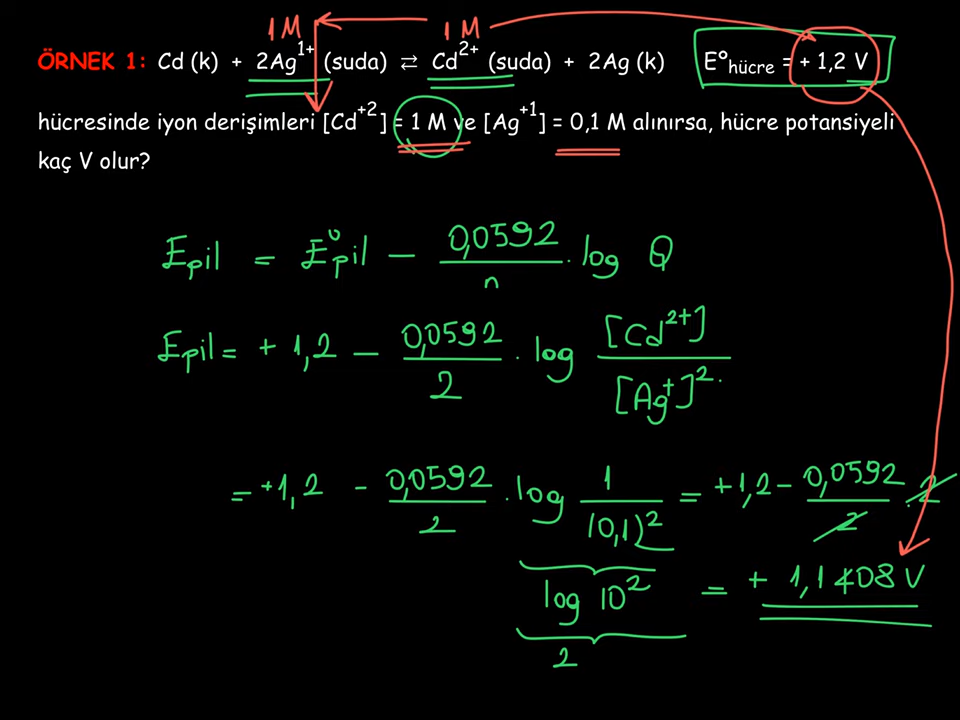 1 M 1 M
ÖRNEK 1: Cd (k) + 2Ag¹⁺ (suda) ⇄ Cd²⁺ (suda) + 2Ag (k) E°hücre = + 1,2 V
hücresinde iyon derişimleri [Cd⁺²] = 1 M ve [Ag⁺¹] = 0,1 M alınırsa, hücre potansiyeli
kaç V olur?
Epil = E°pil − 0,0592/n · log Q
Epil = + 1,2 − 0,0592/2 · log [Cd²⁺]/[Ag⁺]²
= +1,2 − 0,0592/2 · log 1/(0,1)² = +1,2 − 0,0592/2 · 2
log 10² = + 1,1408 V
2